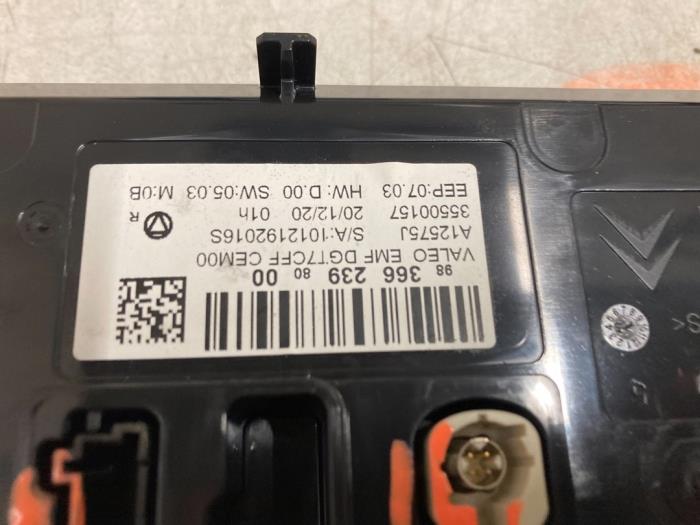 98 366 239 80 00
VALEO EMF DGT7CFF CEM00
A12575J S/A:1012192016S
35500157 20/12/20 01h R
EEP:07.03 HW:D.00 SW:05.03 M:0B